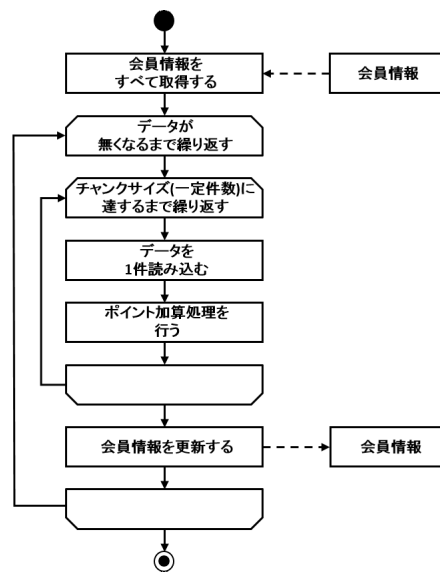 会員情報を
すべて取得する
会員情報
データが
無くなるまで繰り返す
チャンクサイズ(一定件数)に
達するまで繰り返す
データを
1件読み込む
ポイント加算処理を
行う
会員情報を更新する
会員情報